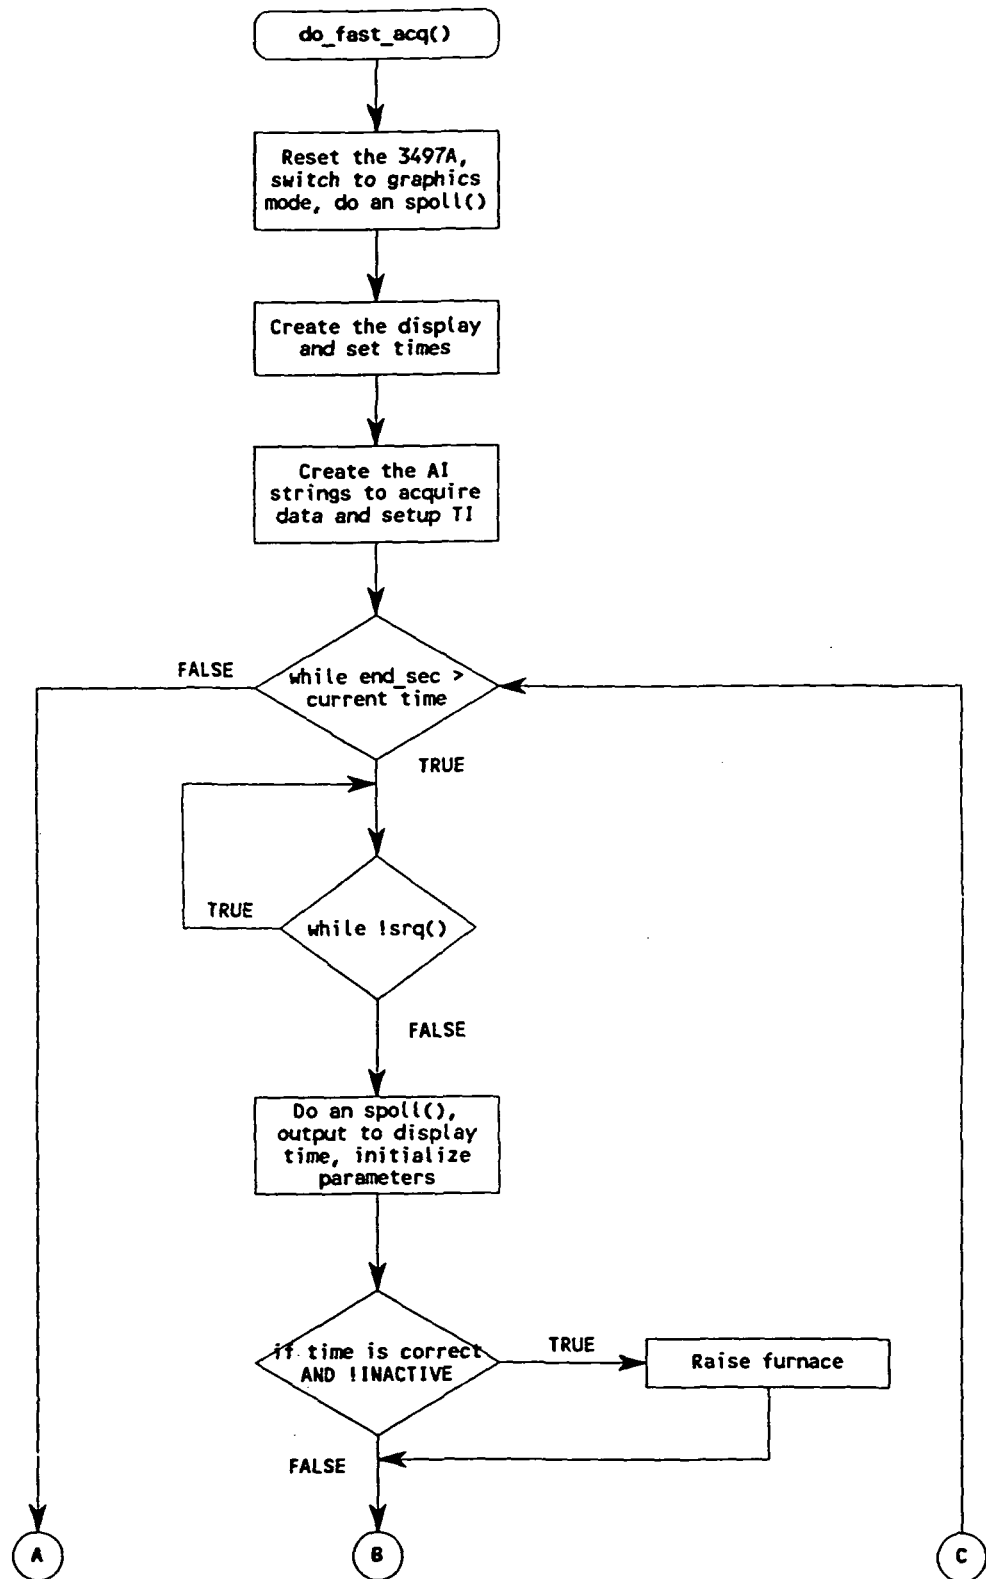 do_fast_acq()
Reset the 3497A,
switch to graphics
mode, do an spoll()
Create the display
and set times
Create the AI
strings to acquire
data and setup TI
FALSE
while end_sec >
current time
TRUE
TRUE
while !srq()
FALSE
Do an spoll(),
output to display
time, initialize
parameters
if time is correct
AND !INACTIVE
TRUE
Raise furnace
FALSE
A
B
C